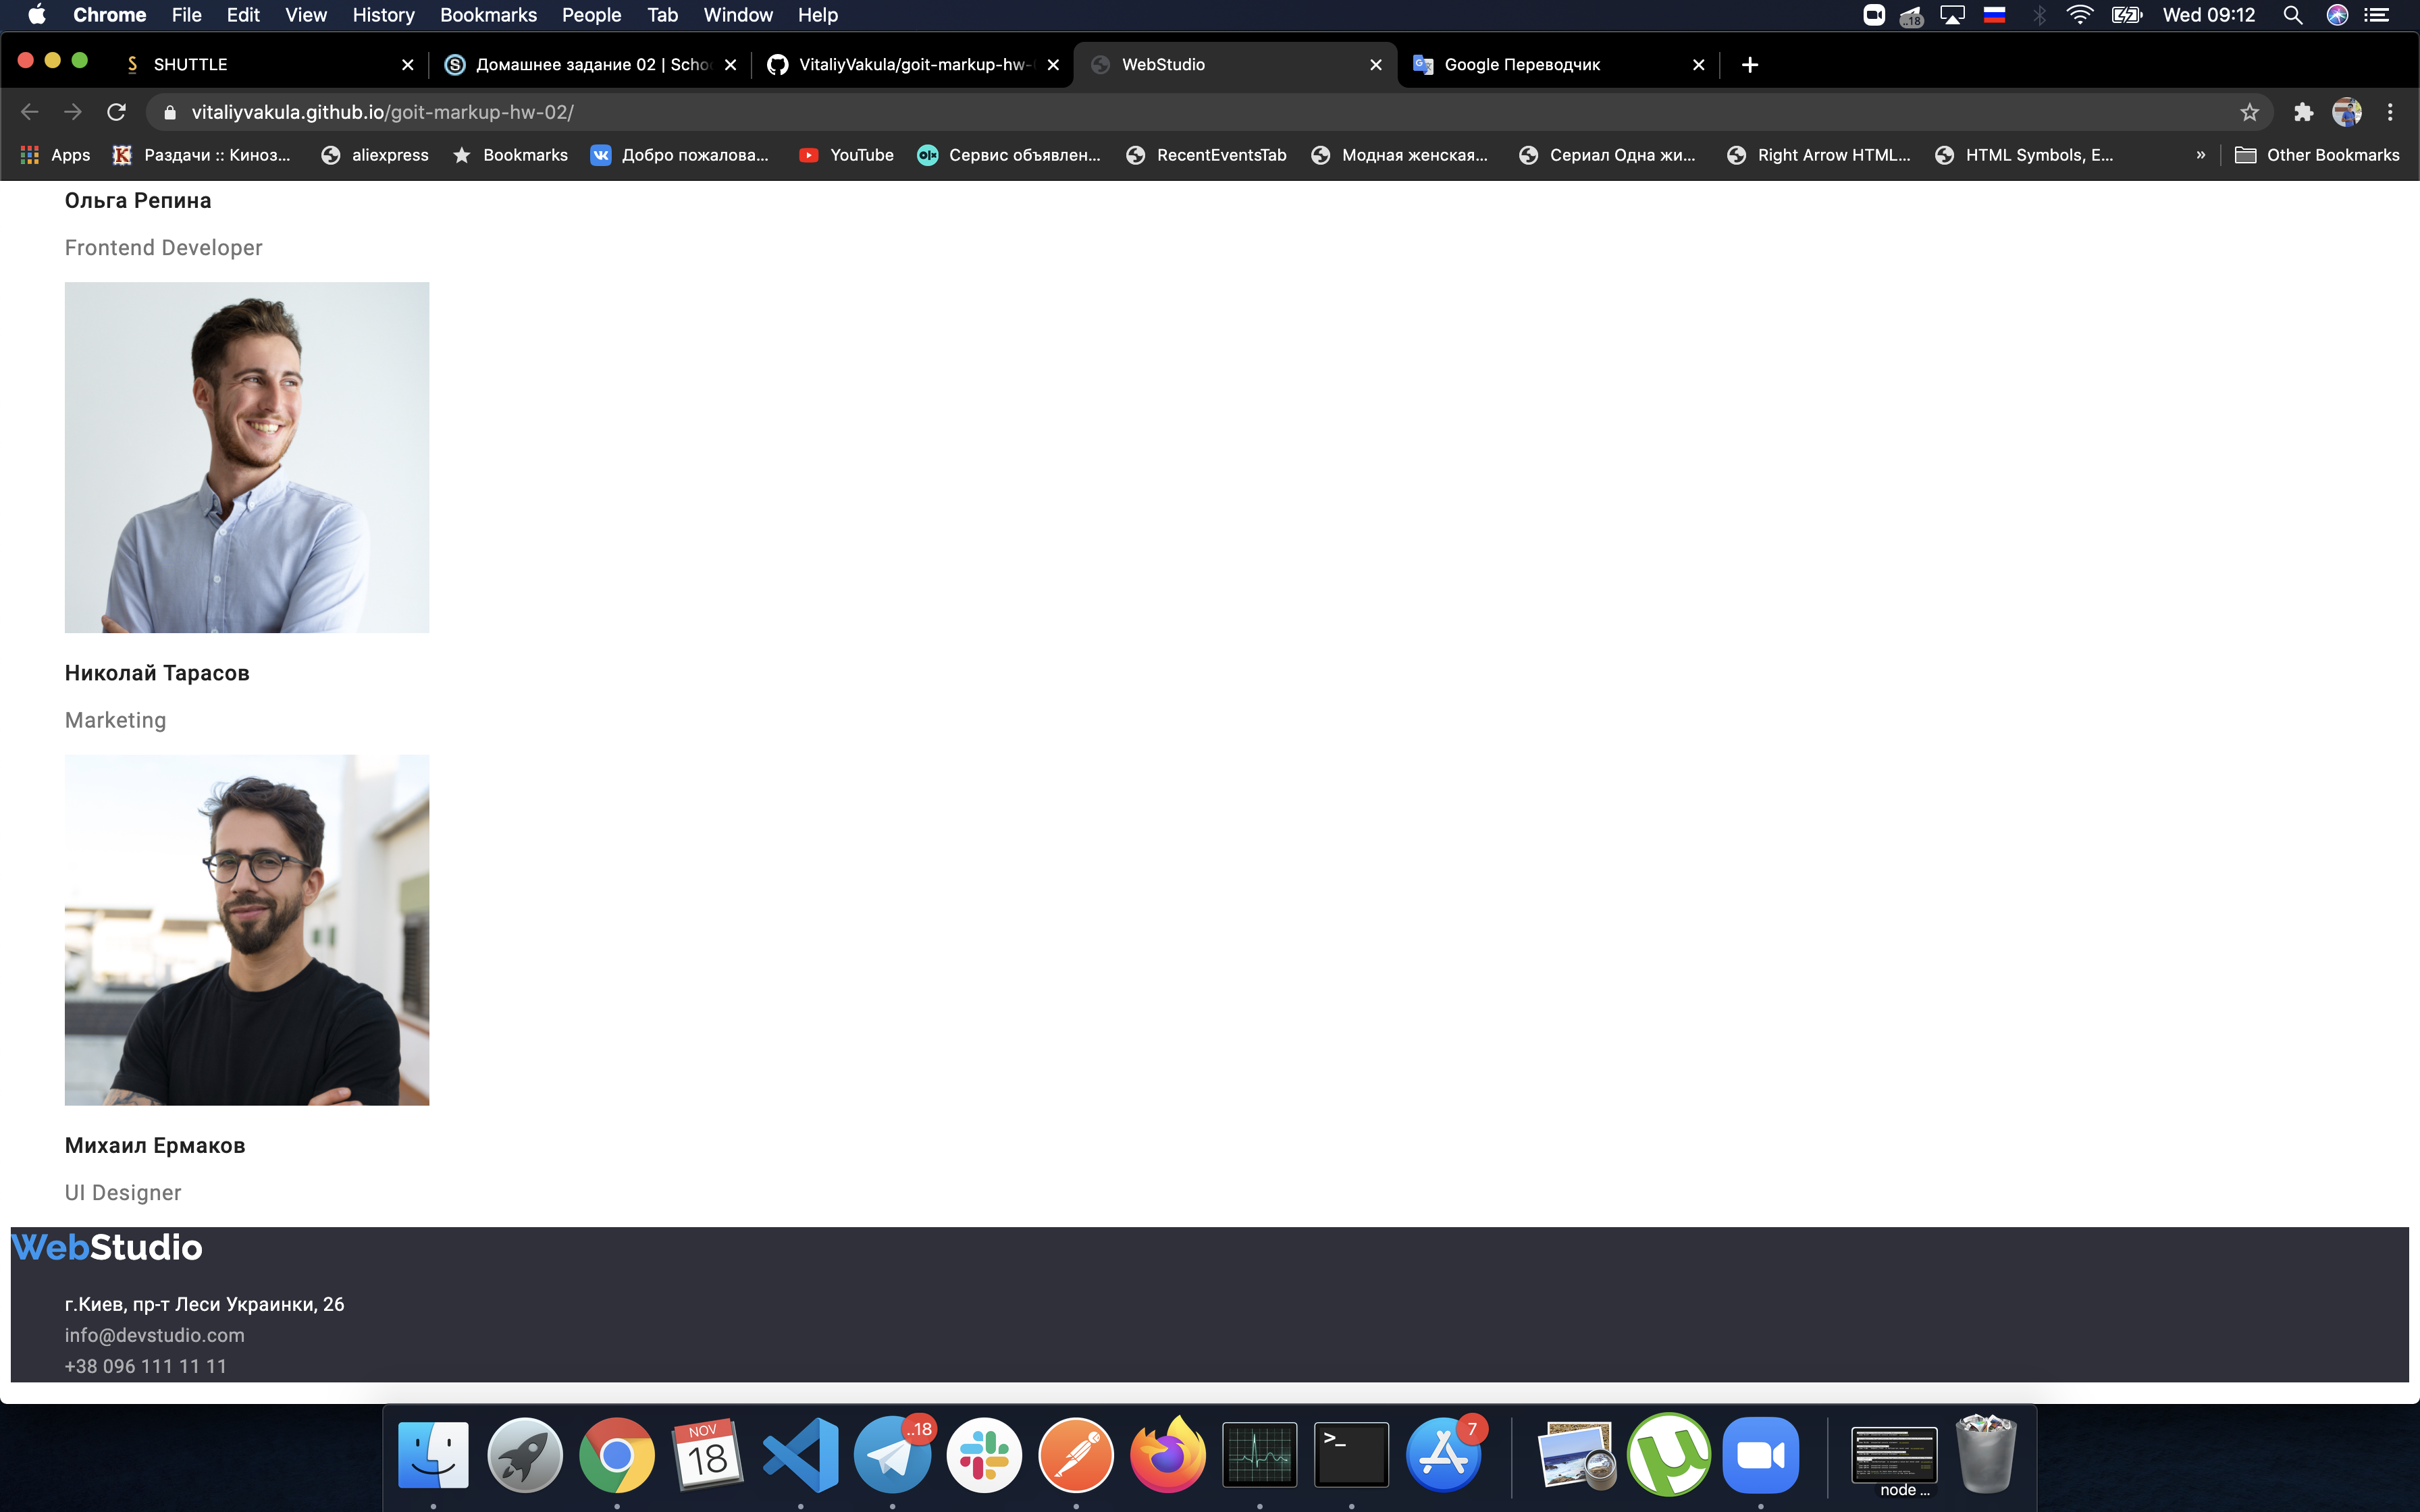 Chrome File Edit View History Bookmarks People Tab Window Help ..18 Wed 09:12
SHUTTLE Домашнее задание 02 | Scho VitaliyVakula/goit-markup-hw- WebStudio Google Переводчик
vitaliyvakula.github.io/goit-markup-hw-02/
Apps Раздачи :: Киноз... aliexpress Bookmarks Добро пожалова... YouTube Сервис объявлен... RecentEventsTab Модная женская... Сериал Одна жи... Right Arrow HTML... HTML Symbols, E... » Other Bookmarks
Ольга Репина
Frontend Developer
Николай Тарасов
Marketing
Михаил Ермаков
UI Designer
WebStudio
г.Киев, пр-т Леси Украинки, 26
info@devstudio.com
+38 096 111 11 11
NOV
18
..18
>_
7
node ...